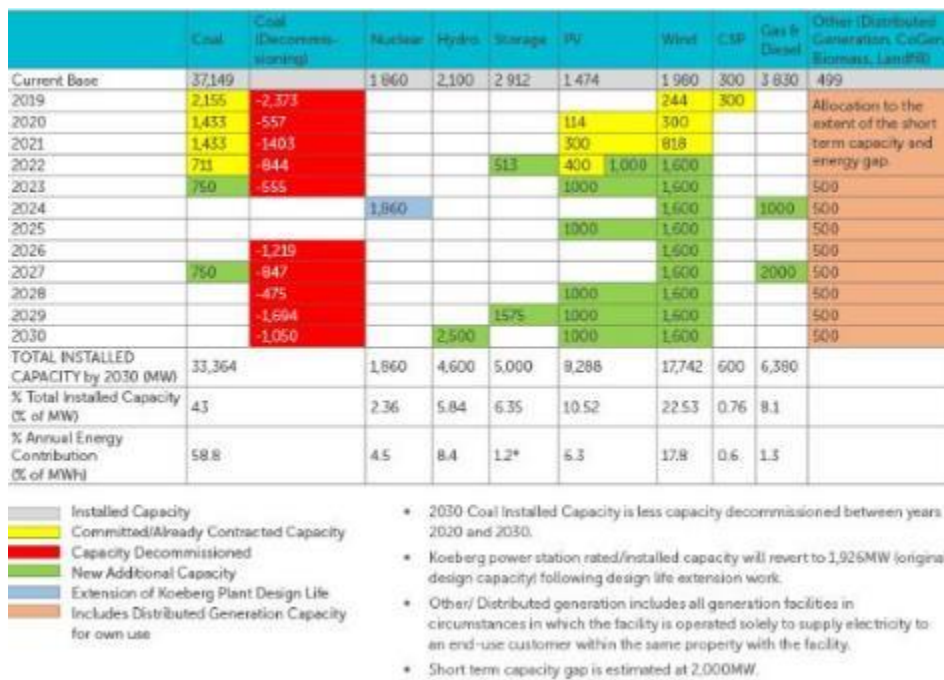 Coal Coal (Decommis- sioning) Nuclear Hydro Storage PV Wind CSP Gas & Diesel Other (Distributed Generation, CoGen, Biomass, Landfill)
Current Base 37,149 1 860 2,100 2 912 1 474 1 980 300 3 830 499
2019 2,155 -2,373 244 300 Allocation to the
2020 1,433 -557 114 300 extent of the short
2021 1,433 -1403 300 818 term capacity and
2022 711 -844 513 400 1,000 1,600 energy gap.
2023 750 -555 1000 1,600 500
2024 1,860 1,600 1000 500
2025 1000 1,600 500
2026 -1,219 1,600 500
2027 750 -847 1,600 2000 500
2028 -475 1000 1,600 500
2029 -1,694 1575 1000 1,600 500
2030 -1,050 2,500 1000 1,600 500
TOTAL INSTALLED
CAPACITY by 2030 (MW) 33,364 1,860 4,600 5,000 8,288 17,742 600 6,380
% Total Installed Capacity
(% of MW) 43 2.36 5.84 6.35 10.52 22.53 0.76 8.1
% Annual Energy
Contribution
(% of MWh) 58.8 4.5 8.4 1.2* 6.3 17.8 0.6 1.3
Installed Capacity
Committed/Already Contracted Capacity
Capacity Decommissioned
New Additional Capacity
Extension of Koeberg Plant Design Life
Includes Distributed Generation Capacity
for own use
• 2030 Coal Installed Capacity is less capacity decommissioned between years
2020 and 2030.
• Koeberg power station rated/installed capacity will revert to 1,926MW (origina
design capacity) following design life extension work.
• Other/ Distributed generation includes all generation facilities in
circumstances in which the facility is operated solely to supply electricity to
an end-use customer within the same property with the facility.
• Short term capacity gap is estimated at 2,000MW.